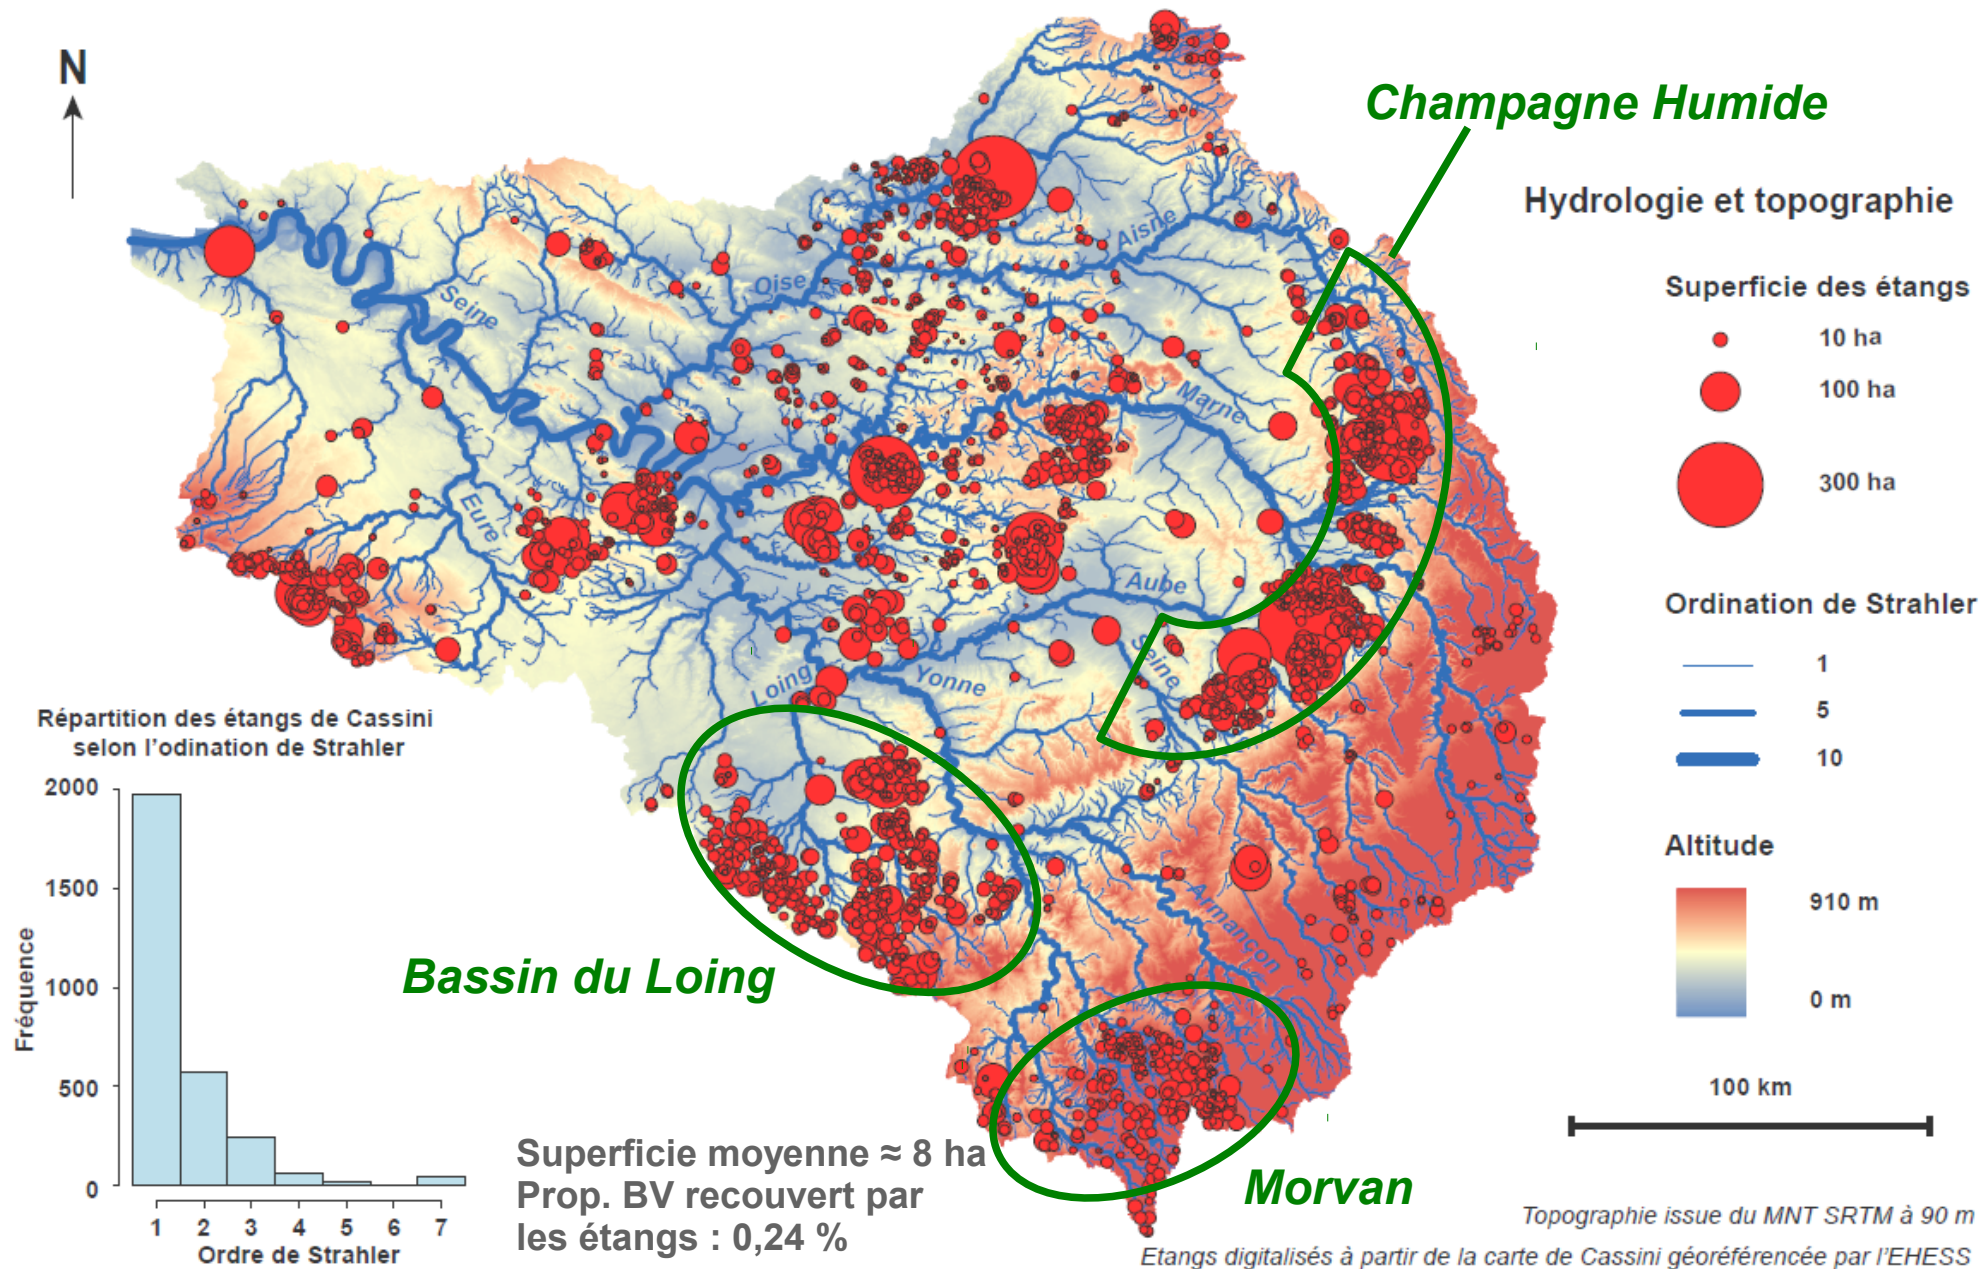 N
Champagne Humide
Hydrologie et topographie
Superficie des étangs
10 ha
100 ha
300 ha
Ordination de Strahler
1
5
10
Altitude
910 m
0 m
100 km
Aisne
Oise
Seine
Marne
Eure
Aube
Seine
Loing
Yonne
Armançon
Bassin du Loing
Morvan
Répartition des étangs de Cassini
selon l'odination de Strahler
2000
1500
1000
500
0
Fréquence
1 2 3 4 5 6 7
Ordre de Strahler
Superficie moyenne ≈ 8 ha
Prop. BV recouvert par
les étangs : 0,24 %
Topographie issue du MNT SRTM à 90 m
Etangs digitalisés à partir de la carte de Cassini géoréférencée par l'EHESS